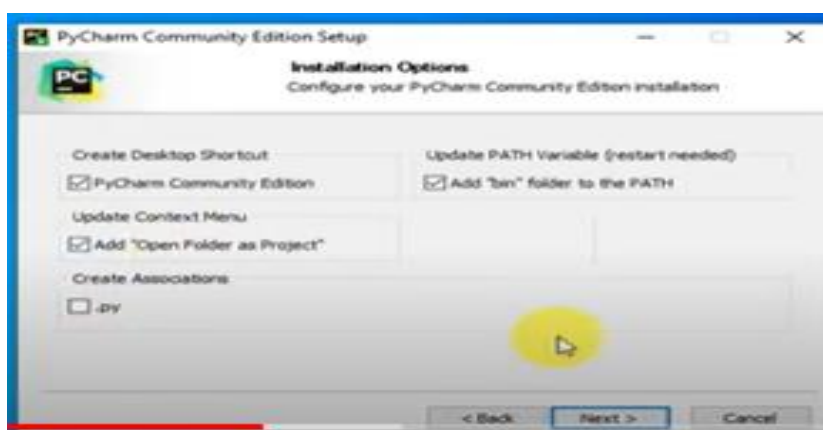 PyCharm Community Edition Setup
PC
Installation Options
Configure your PyCharm Community Edition installation
Create Desktop Shortcut
PyCharm Community Edition
Update PATH Variable (restart needed)
Add "bin" folder to the PATH
Update Context Menu
Add "Open Folder as Project"
Create Associations
.py
< Back
Next >
Cancel